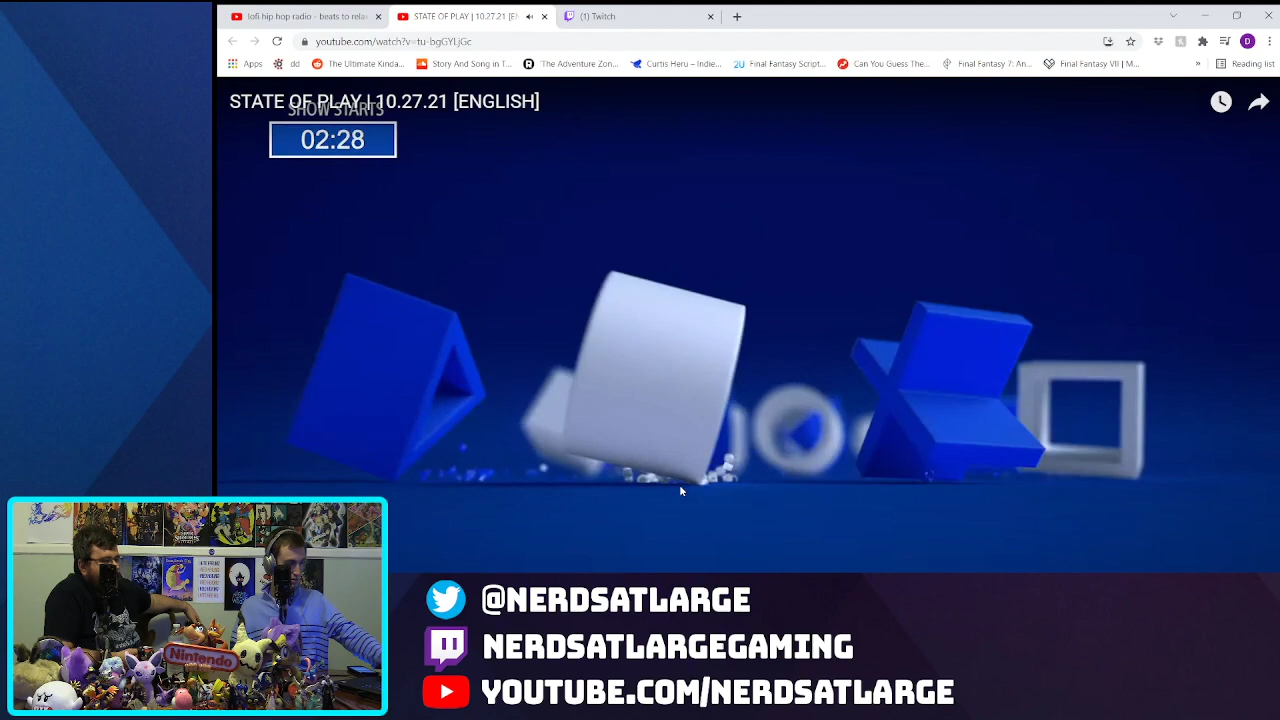 lofi hip hop radio - beats to rela
STATE OF PLAY | 10.27.21 [EN
(1) Twitch
youtube.com/watch?v=tu-bgGYLjGc
D
Apps
dd
The Ultimate Kinda...
Story And Song in T...
'The Adventure Zon...
Curtis Heru – Indie...
2U Final Fantasy Script...
Can You Guess The...
Final Fantasy 7: An...
Final Fantasy VII | M...
»
Reading list
STATE OF PLAY | 10.27.21 [ENGLISH]
SHOW STARTS
02:28
Nintendo
@NERDSATLARGE
NERDSATLARGEGAMING
YOUTUBE.COM/NERDSATLARGE